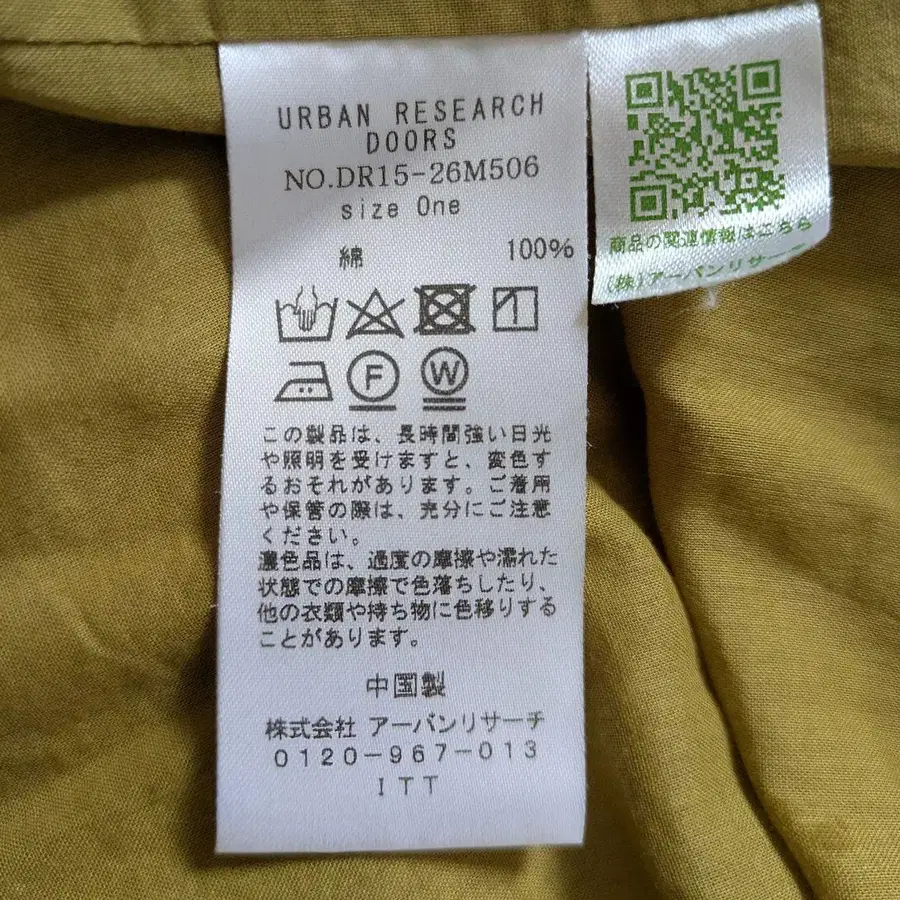 URBAN RESEARCH
DOORS
NO.DR15-26M506
size One
綿 100%
F W
この製品は、長時間強い日光
や照明を受けますと、変色す
るおそれがあります。ご着用
や保管の際は、充分にご注意
ください。
濃色品は、過度の摩擦や濡れた
状態での摩擦で色落ちしたり、
他の衣類や持ち物に色移りする
ことがあります。
中国製
株式会社 アーバンリサーチ
0120-967-013
ITT
商品の関連情報はこちら
(株)アーバンリサーチ